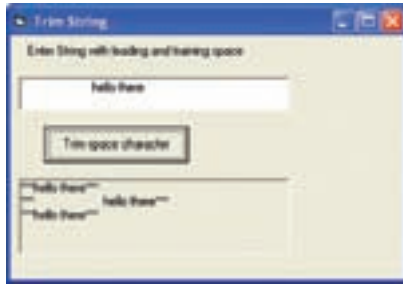 Trim String
Enter String with leading and training space
hello there
Trim space character
"""hello there"""
""" hello there"""
"""hello there"""